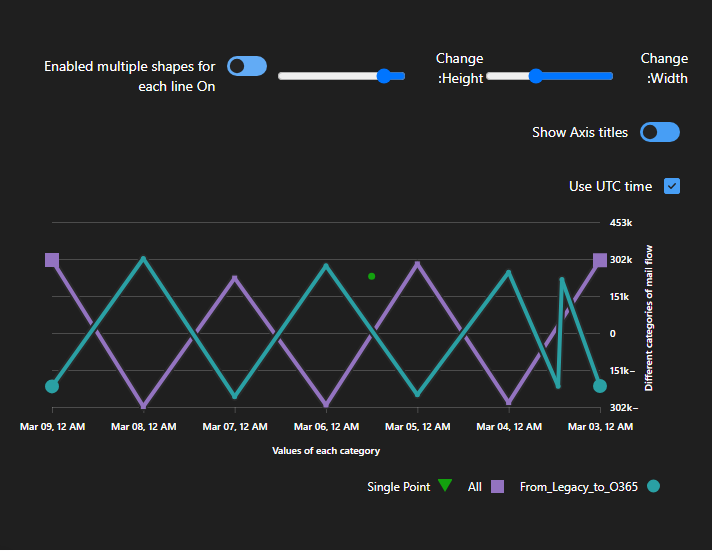 Enabled multiple shapes for
each line On
Change
:Height
Change
:Width
Show Axis titles
Use UTC time
453k
302k
151k
0
151k−
302k−
Different categories of mail flow
Mar 09, 12 AM
Mar 08, 12 AM
Mar 07, 12 AM
Mar 06, 12 AM
Mar 05, 12 AM
Mar 04, 12 AM
Mar 03, 12 AM
Values of each category
Single Point
All
From_Legacy_to_O365